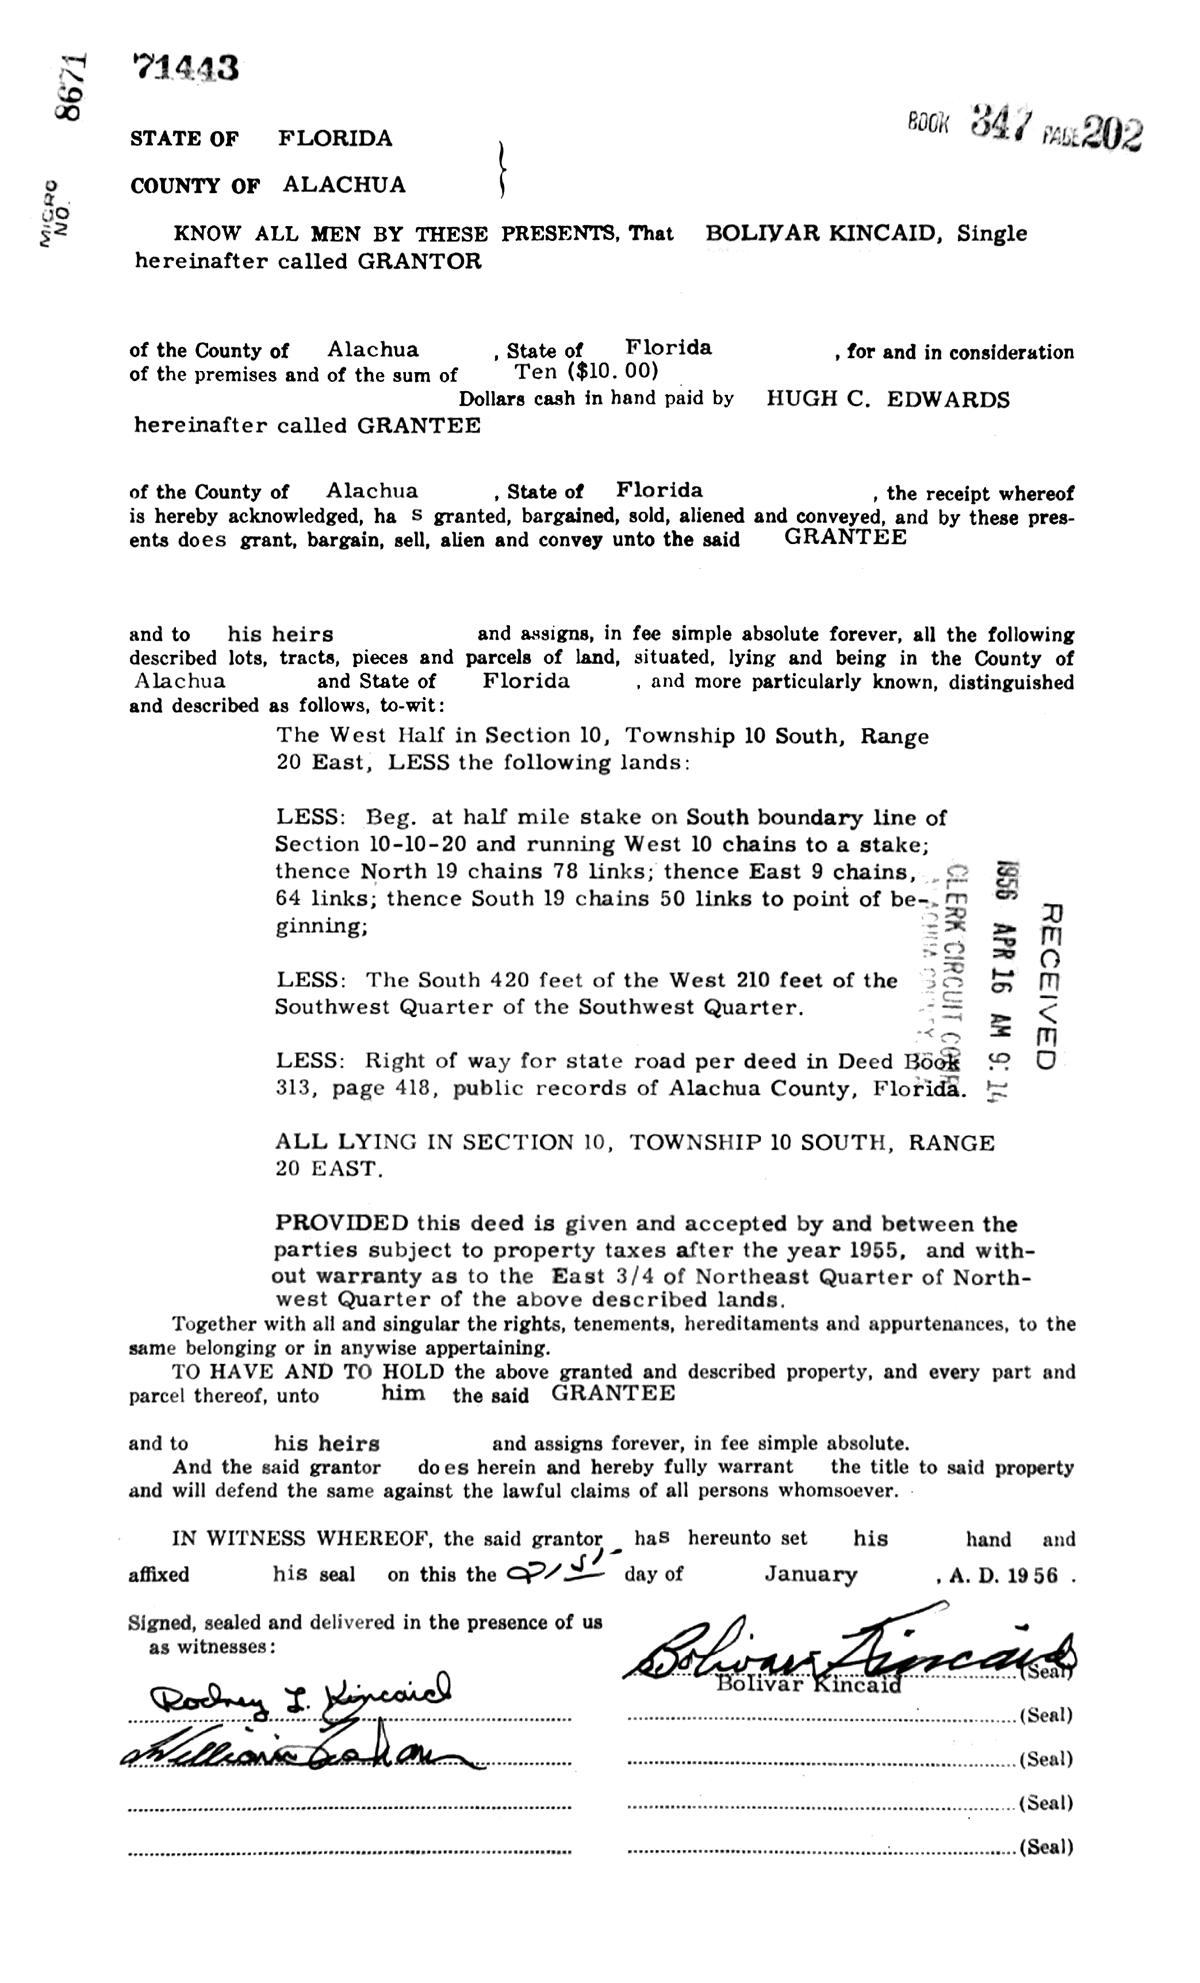 8671
MICRO NO.
71443
BOOK 347 PAGE 202
STATE OF FLORIDA
COUNTY OF ALACHUA
KNOW ALL MEN BY THESE PRESENTS, That BOLIVAR KINCAID, Single
hereinafter called GRANTOR
of the County of Alachua , State of Florida , for and in consideration
of the premises and of the sum of Ten ($10. 00)
Dollars cash in hand paid by HUGH C. EDWARDS
hereinafter called GRANTEE
of the County of Alachua , State of Florida , the receipt whereof
is hereby acknowledged, ha s granted, bargained, sold, aliened and conveyed, and by these pres-
ents does grant, bargain, sell, alien and convey unto the said GRANTEE
and to his heirs and assigns, in fee simple absolute forever, all the following
described lots, tracts, pieces and parcels of land, situated, lying and being in the County of
Alachua and State of Florida , and more particularly known, distinguished
and described as follows, to-wit:
The West Half in Section 10, Township 10 South, Range
20 East, LESS the following lands:
LESS: Beg. at half mile stake on South boundary line of
Section 10-10-20 and running West 10 chains to a stake;
thence North 19 chains 78 links; thence East 9 chains,
64 links; thence South 19 chains 50 links to point of be-
ginning;
LESS: The South 420 feet of the West 210 feet of the
Southwest Quarter of the Southwest Quarter.
LESS: Right of way for state road per deed in Deed Book
313, page 418, public records of Alachua County, Florida.
RECEIVED
1956 APR 16 AM 9:14
CLERK CIRCUIT
ALL LYING IN SECTION 10, TOWNSHIP 10 SOUTH, RANGE
20 EAST.
PROVIDED this deed is given and accepted by and between the
parties subject to property taxes after the year 1955, and with-
out warranty as to the East 3/4 of Northeast Quarter of North-
west Quarter of the above described lands.
Together with all and singular the rights, tenements, hereditaments and appurtenances, to the
same belonging or in anywise appertaining.
TO HAVE AND TO HOLD the above granted and described property, and every part and
parcel thereof, unto him the said GRANTEE
and to his heirs and assigns forever, in fee simple absolute.
And the said grantor does herein and hereby fully warrant the title to said property
and will defend the same against the lawful claims of all persons whomsoever.
IN WITNESS WHEREOF, the said grantor has hereunto set his hand and
affixed his seal on this the 21st day of January , A. D. 1956 .
Signed, sealed and delivered in the presence of us
as witnesses:
Bolivar Kincaid (Seal)
Bolivar Kincaid
Rodney L. Kincaid
(Seal)
William
(Seal)
(Seal)
(Seal)